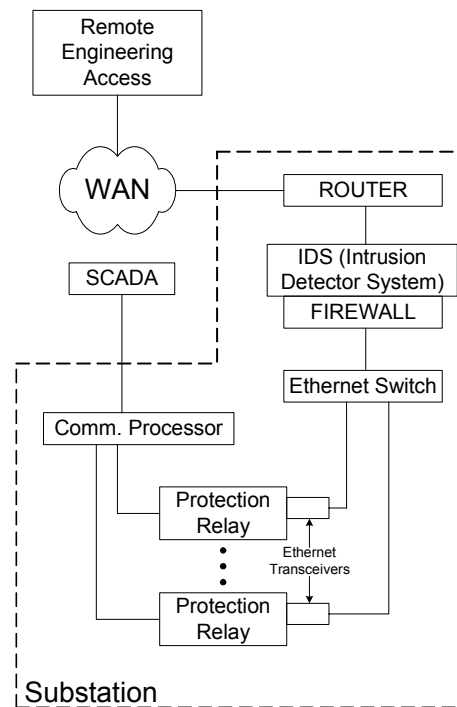 Remote
Engineering
Access
WAN
ROUTER
IDS (Intrusion
Detector System)
SCADA
FIREWALL
Ethernet Switch
Comm. Processor
Protection
Relay
Ethernet
Transceivers
Protection
Relay
Substation